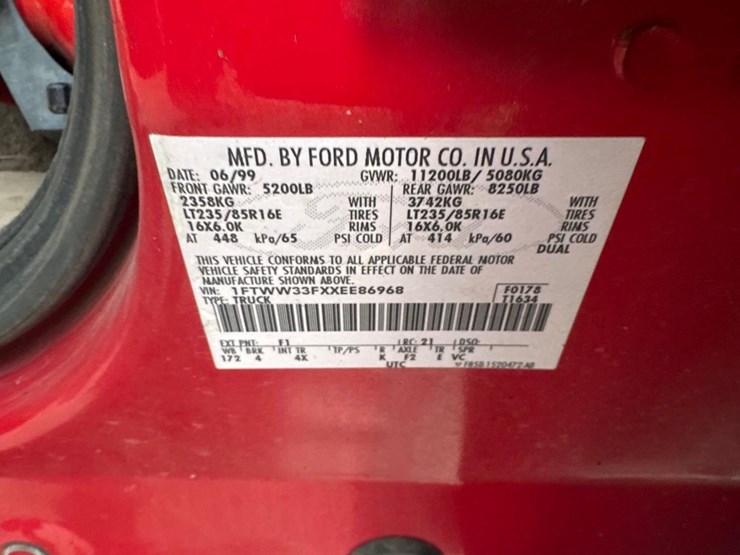 MFD. BY FORD MOTOR CO. IN U.S.A.
DATE: 06/99 GVWR: 11200LB/ 5080KG
FRONT GAWR: 5200LB REAR GAWR: 8250LB
2358KG WITH 3742KG WITH
LT235/85R16E TIRES LT235/85R16E TIRES
16X6.0K RIMS 16X6.0K RIMS
AT 448 kPa/65 PSI COLD AT 414 kPa/60 PSI COLD
DUAL
THIS VEHICLE CONFORMS TO ALL APPLICABLE FEDERAL MOTOR
VEHICLE SAFETY STANDARDS IN EFFECT ON THE DATE OF
MANUFACTURE SHOWN ABOVE.
VIN: 1FTWW33FXXEE86968 F0178
TYPE: TRUCK T1634
EXT PNT: F1 RC: 21 DSO:
WB BRK INT TR TP/PS R AXLE TR SPR
172 4 4X K F2 E VC
UTC F85B 1520472 AB